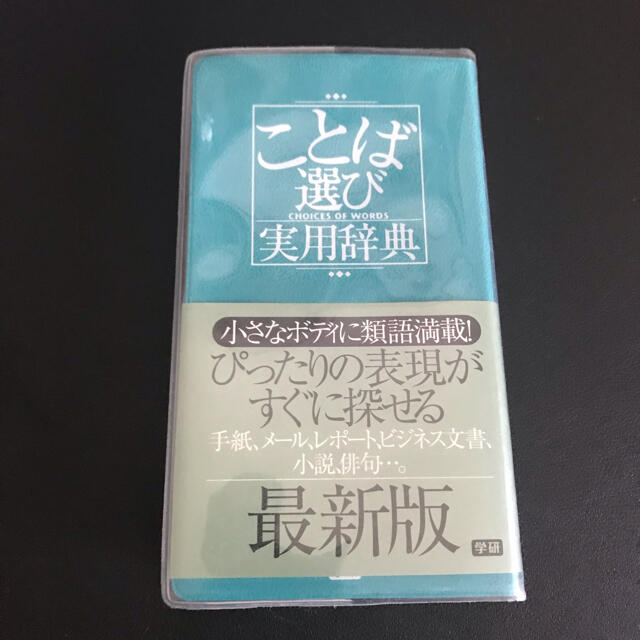 ことば
選び
CHOICES OF WORDS
実用辞典
小さなボディに類語満載!
ぴったりの表現が
すぐに探せる
手紙、メール、レポート、ビジネス文書、
小説、俳句…。
最新版
学研